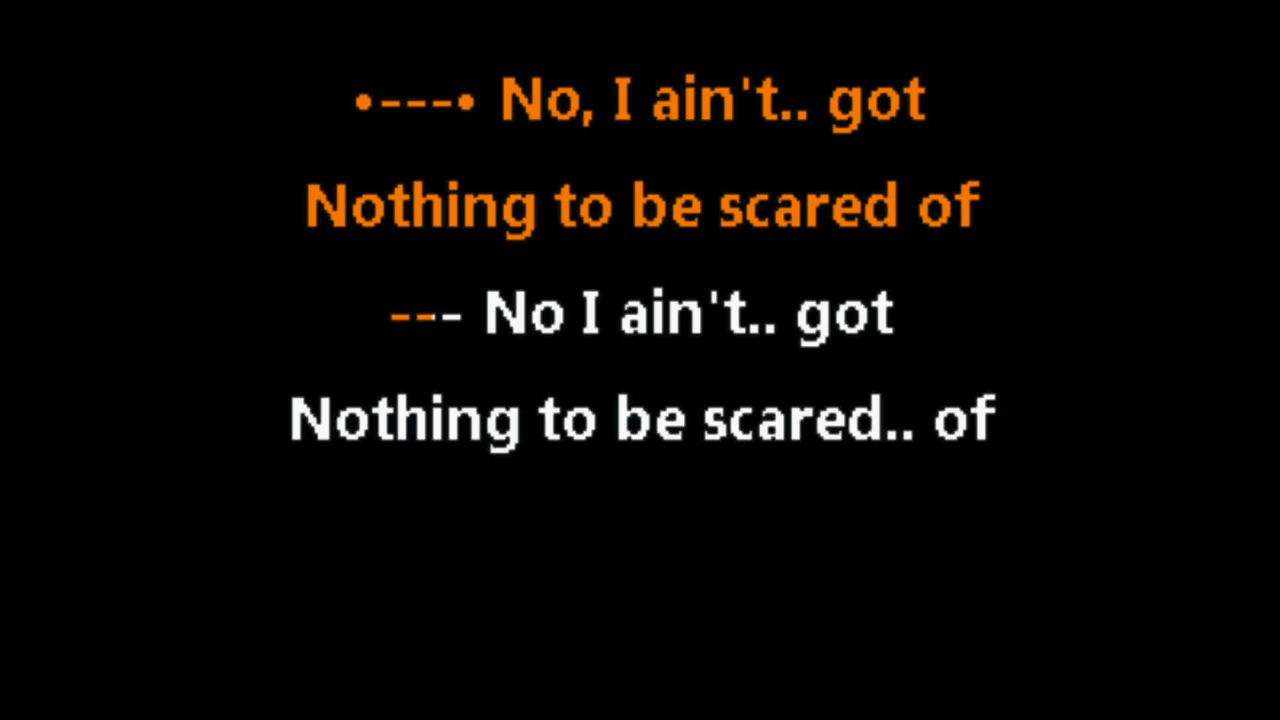 •---• No, I ain't.. got
Nothing to be scared of
--- No I ain't.. got
Nothing to be scared.. of